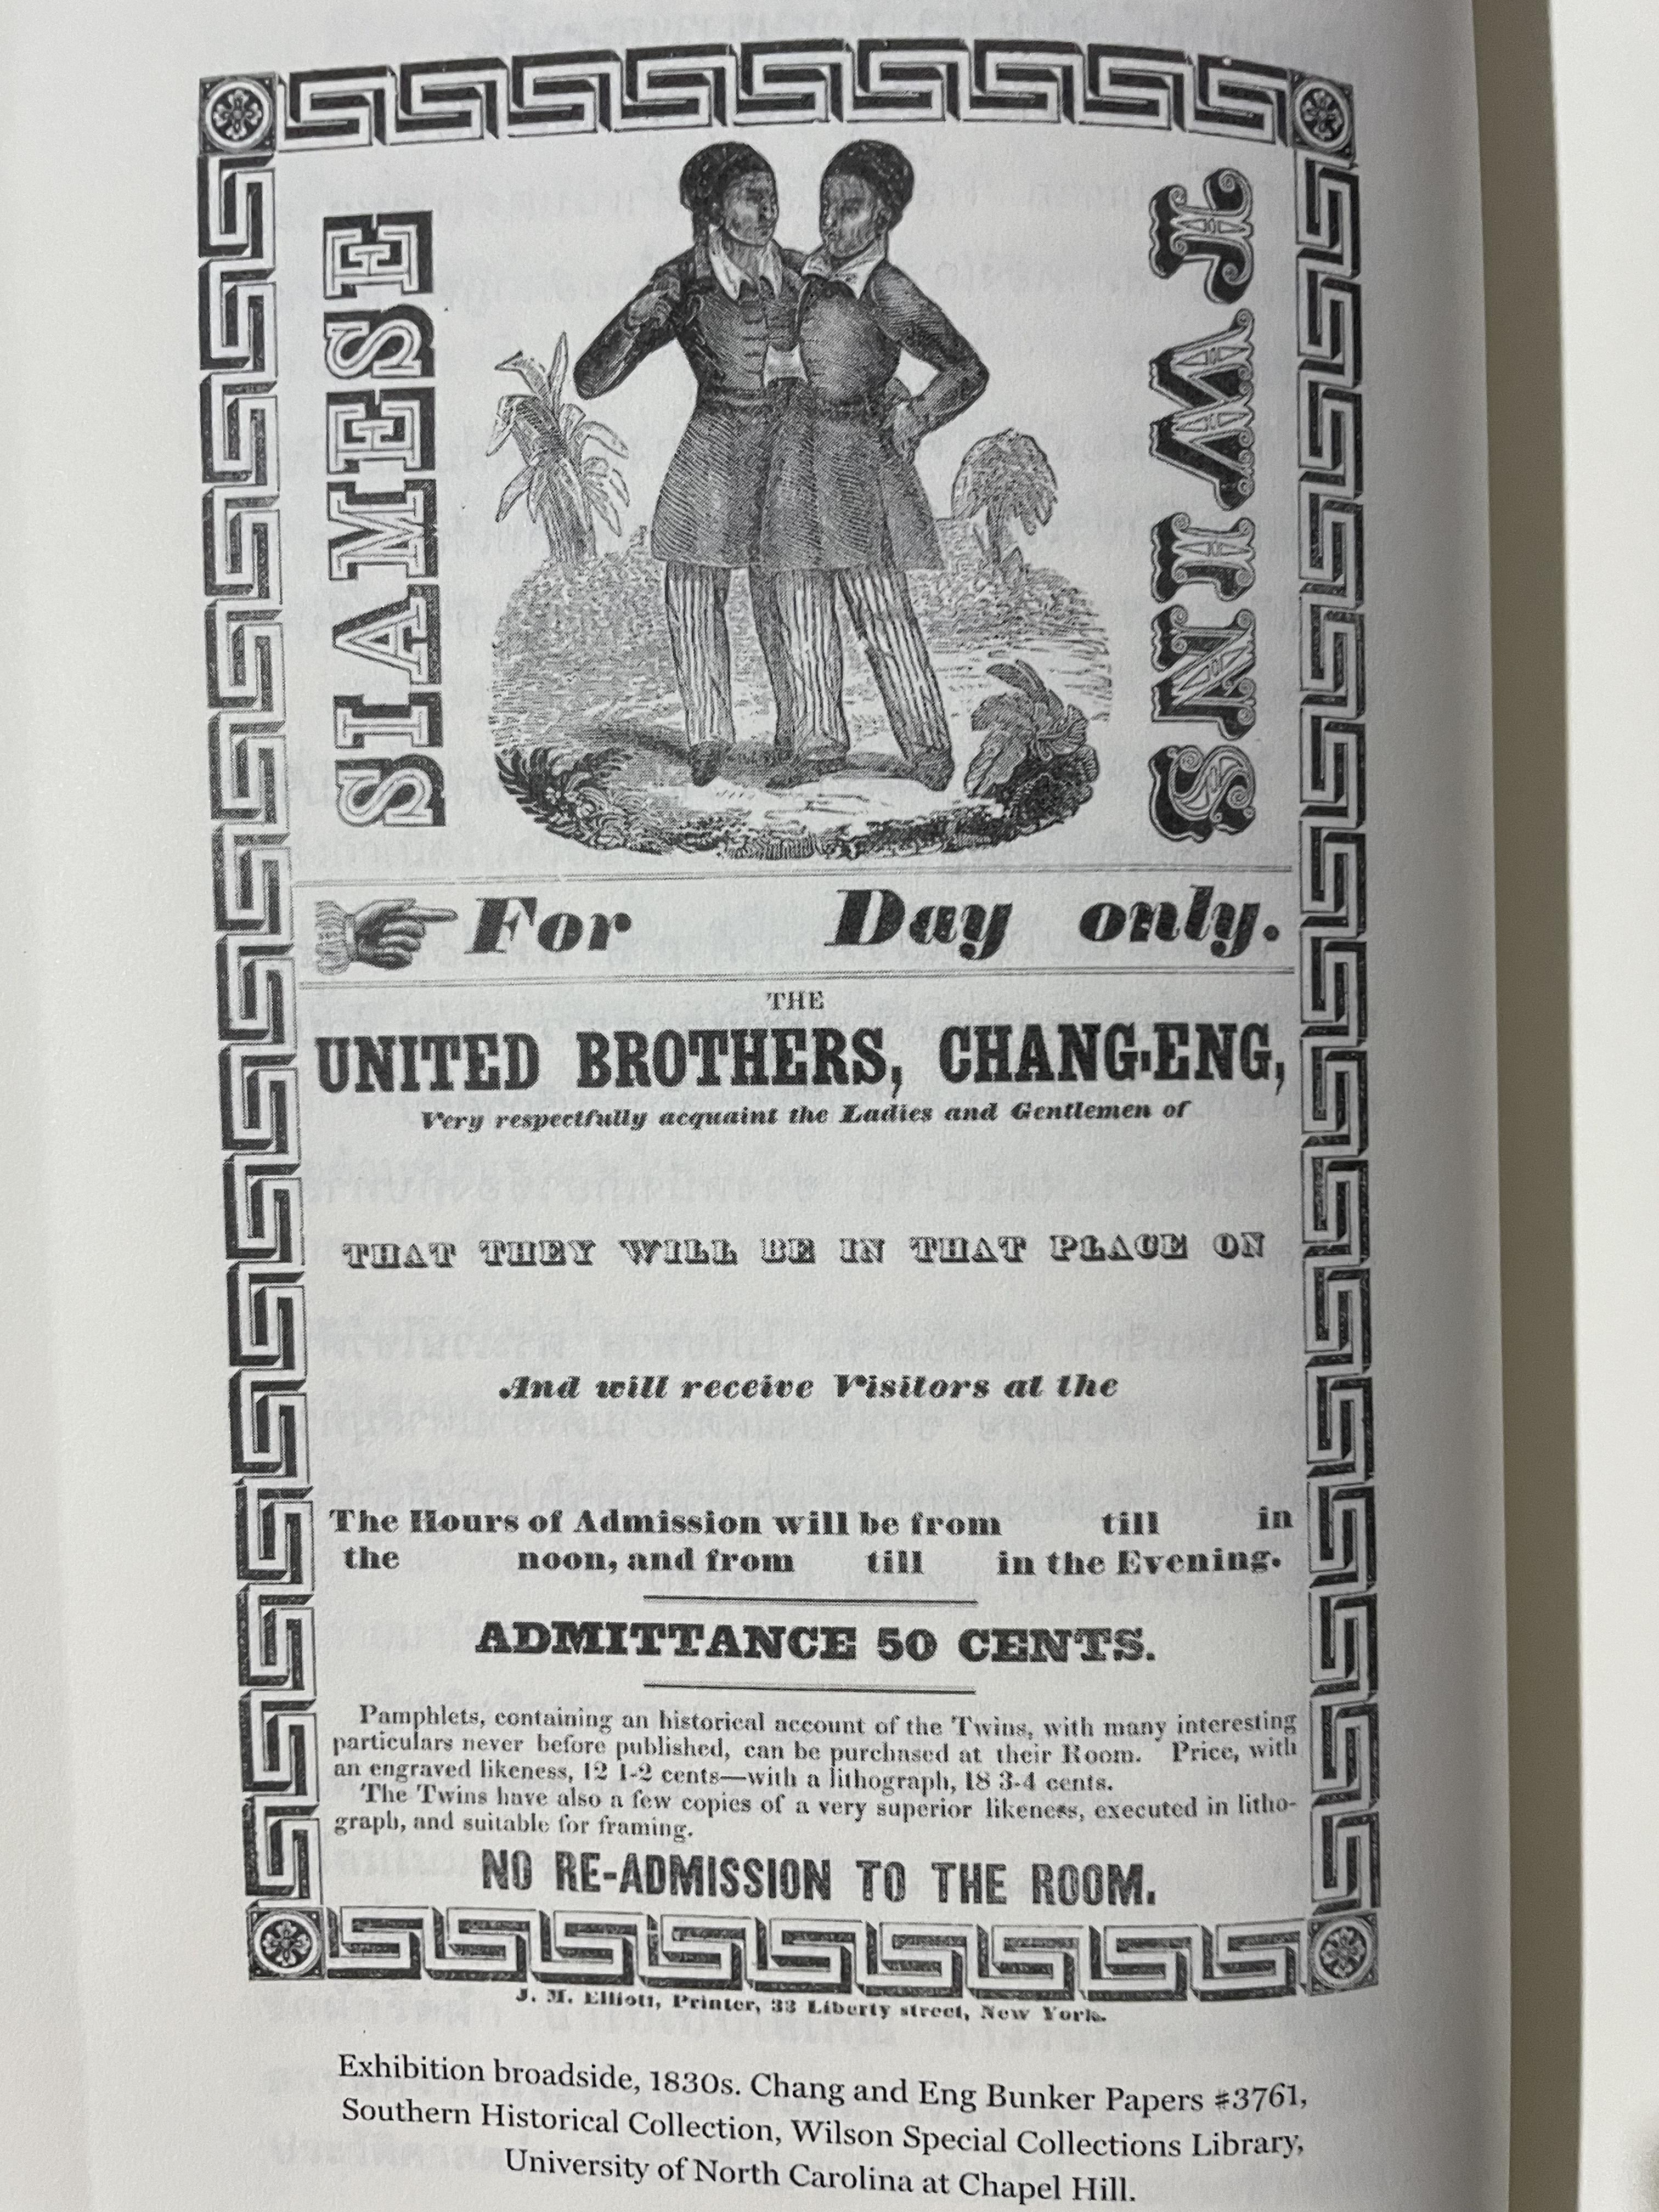 SIAMESE
TWINS
For Day only.
THE
UNITED BROTHERS, CHANG-ENG,
Very respectfully acquaint the Ladies and Gentlemen of
THAT THEY WILL BE IN THAT PLACE ON
And will receive Visitors at the
The Hours of Admission will be from till in
the noon, and from till in the Evening.
ADMITTANCE 50 CENTS.
Pamphlets, containing an historical account of the Twins, with many interesting
particulars never before published, can be purchased at their Room. Price, with
an engraved likeness, 12 1-2 cents—with a lithograph, 18 3-4 cents.
The Twins have also a few copies of a very superior likeness, executed in litho-
graph, and suitable for framing.
NO RE-ADMISSION TO THE ROOM.
J. M. Elliott, Printer, 33 Liberty street, New York.
Exhibition broadside, 1830s. Chang and Eng Bunker Papers #3761,
Southern Historical Collection, Wilson Special Collections Library,
University of North Carolina at Chapel Hill.